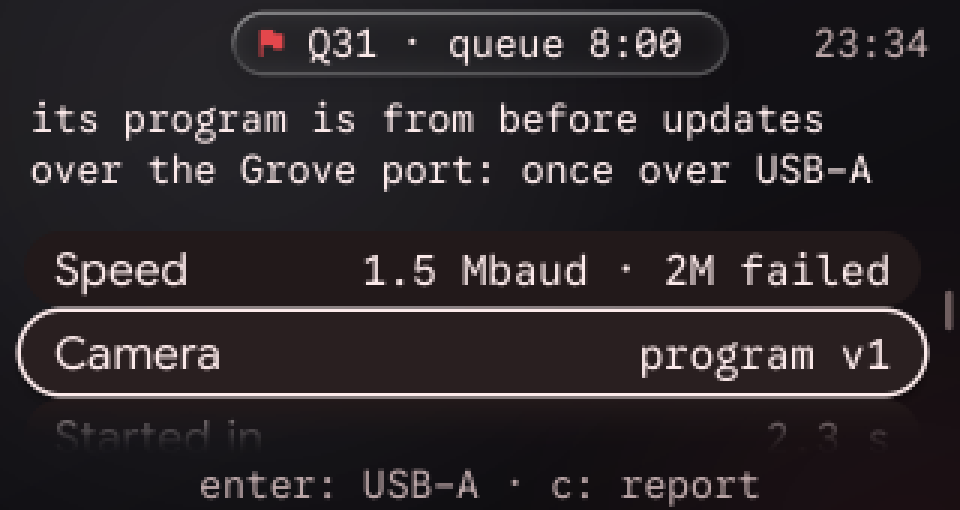 Q31 · queue 8:00
23:34
its program is from before updates
over the Grove port: once over USB-A
Speed 1.5 Mbaud · 2M failed
Camera program v1
Started in 2.3 s
enter: USB-A · c: report